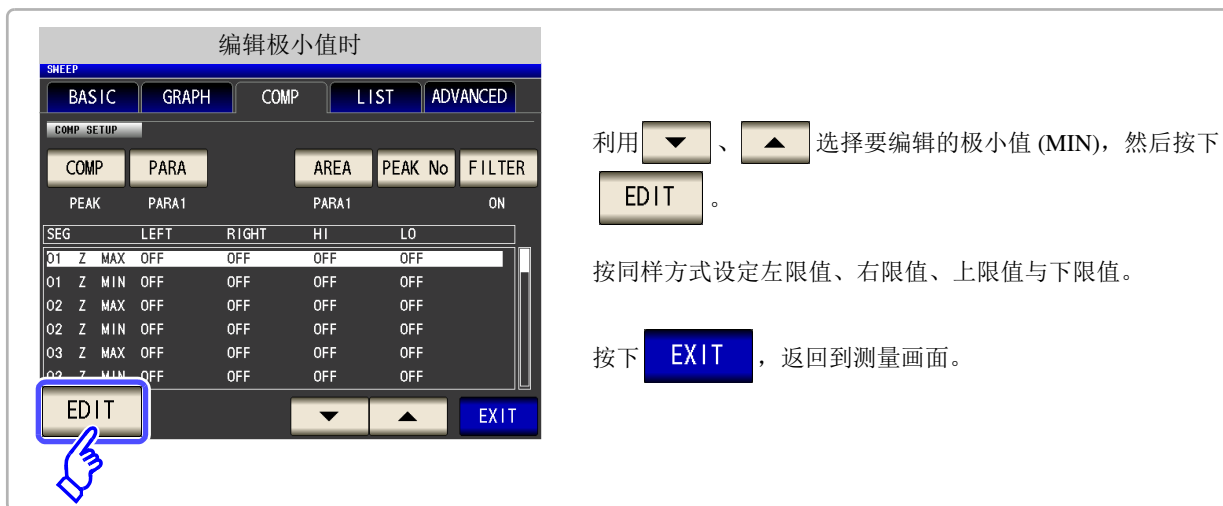 编辑极小值时
SWEEP
BASIC GRAPH COMP LIST ADVANCED
COMP SETUP
COMP PARA AREA PEAK No FILTER
PEAK PARA1 PARA1 ON
SEG LEFT RIGHT HI LO
01 Z MAX OFF OFF OFF OFF
01 Z MIN OFF OFF OFF OFF
02 Z MAX OFF OFF OFF OFF
02 Z MIN OFF OFF OFF OFF
03 Z MAX OFF OFF OFF OFF
03 Z MIN OFF OFF OFF OFF
EDIT ▼ ▲ EXIT
利用 ▼ 、 ▲ 选择要编辑的极小值 (MIN)，然后按下
EDIT 。
按同样方式设定左限值、右限值、上限值与下限值。
按下 EXIT ，返回到测量画面。